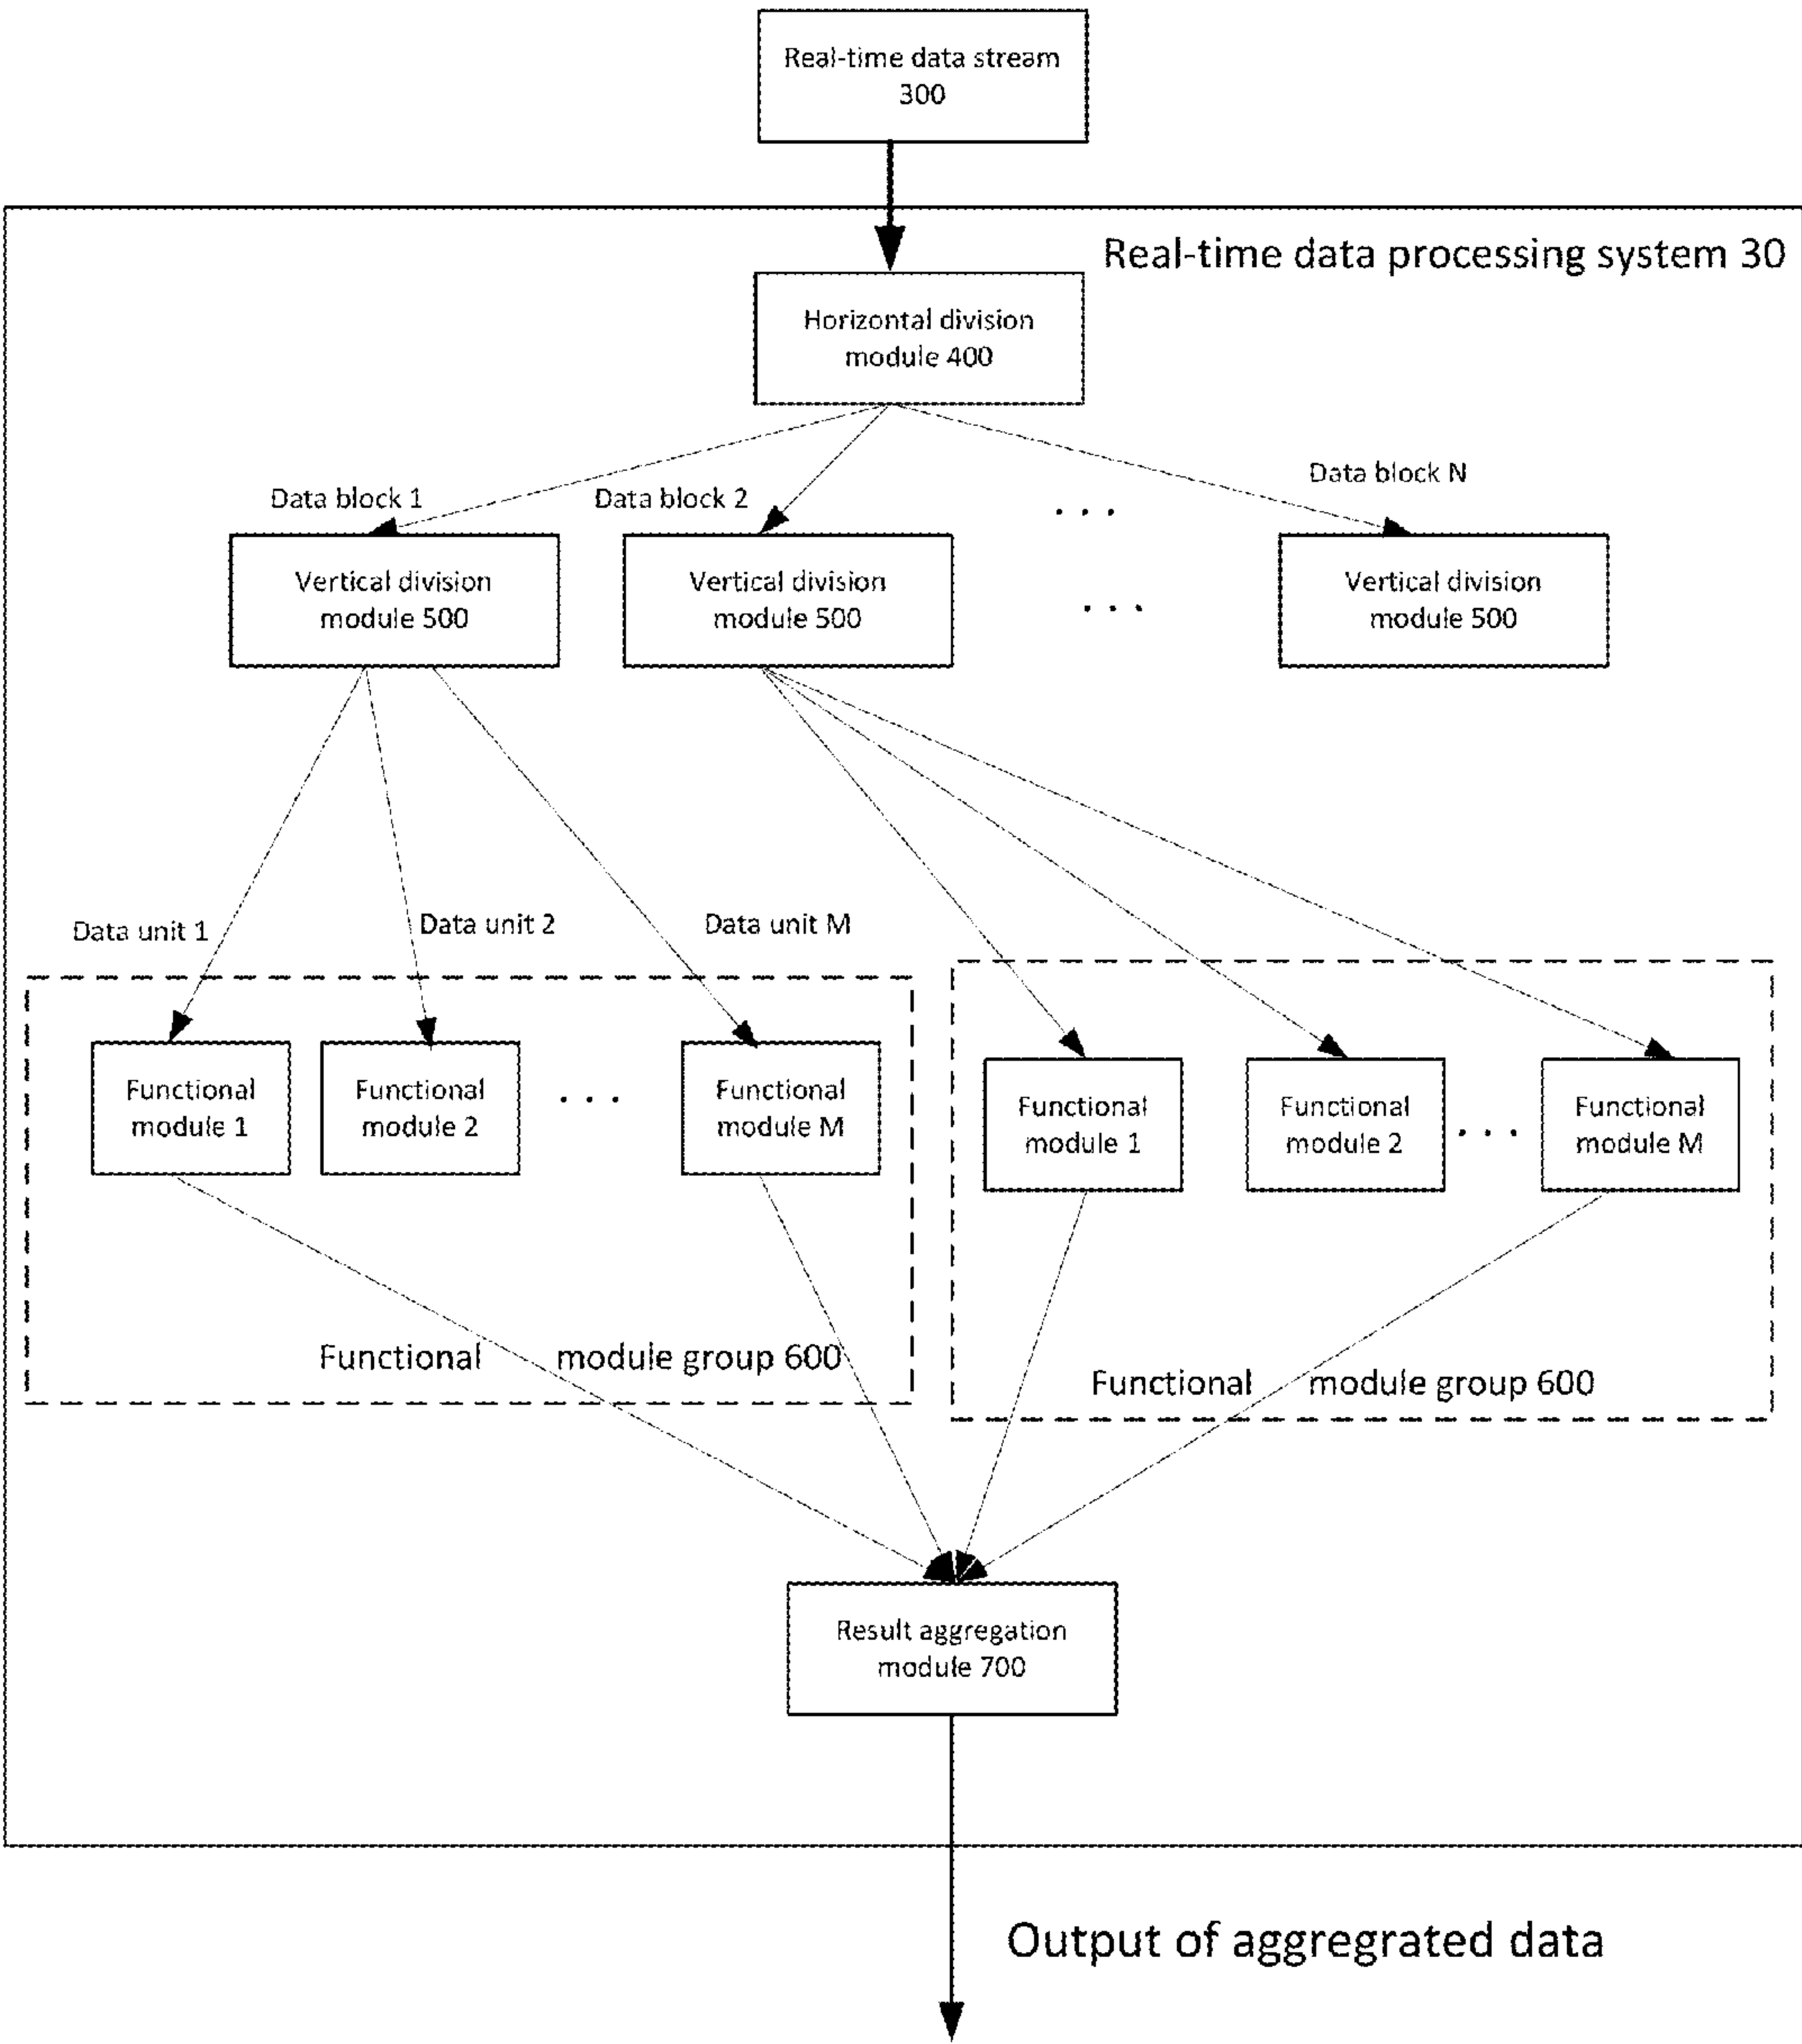 Real-time data stream
300
Real-time data processing system 30
Horizontal division
module 400
Data block 1
Data block 2
. . .
Data block N
Vertical division
module 500
Vertical division
module 500
. . .
Vertical division
module 500
Data unit 1
Data unit 2
Data unit M
Functional
module 1
Functional
module 2
. . .
Functional
module M
Functional
module 1
Functional
module 2
. . .
Functional
module M
Functional module group 600
Functional module group 600
Result aggregation
module 700
Output of aggregrated data